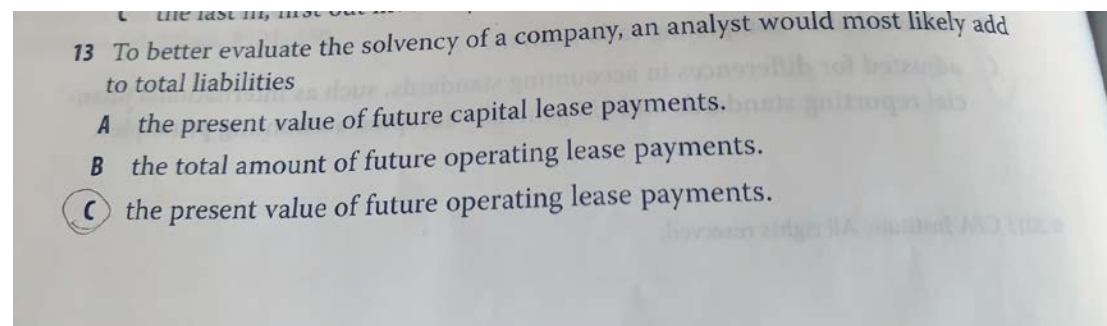 13 To better evaluate the solvency of a company, an analyst would most likely add
to total liabilities
A the present value of future capital lease payments.
B the total amount of future operating lease payments.
C the present value of future operating lease payments.